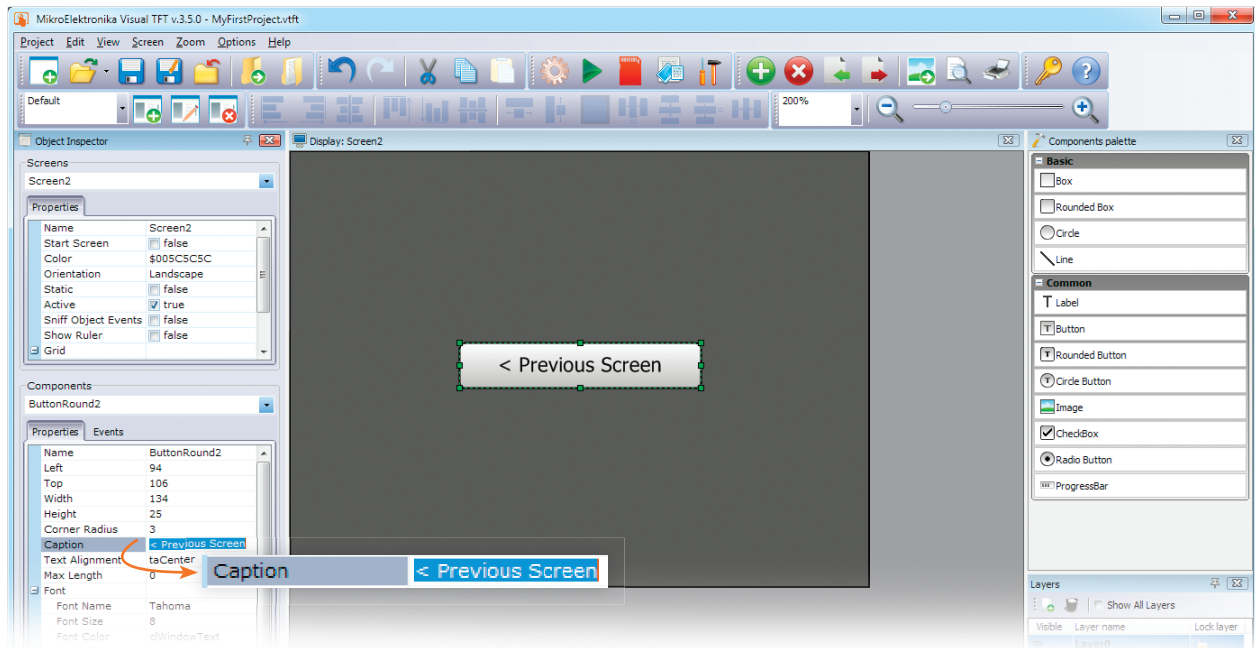 MikroElektronika Visual TFT v.3.5.0 - MyFirstProject.vtft
Project Edit View Screen Zoom Options Help
Default
200%
Object Inspector
Screens
Screen2
Properties
Name Screen2
Start Screen false
Color $005C5C5C
Orientation Landscape
Static false
Active true
Sniff Object Events false
Show Ruler false
Grid
Components
ButtonRound2
Properties Events
Name ButtonRound2
Left 94
Top 106
Width 134
Height 25
Corner Radius 3
Caption < Previous Screen
Text Alignment taCenter
Max Length 0
Font
Font Name Tahoma
Font Size 8
Font Color clWindowText
Caption < Previous Screen
Display: Screen2
< Previous Screen
Components palette
Basic
Box
Rounded Box
Circle
Line
Common
T Label
T Button
T Rounded Button
T Circle Button
Image
CheckBox
Radio Button
ProgressBar
Layers
Show All Layers
Visible Layer name Lock layer
Layer0